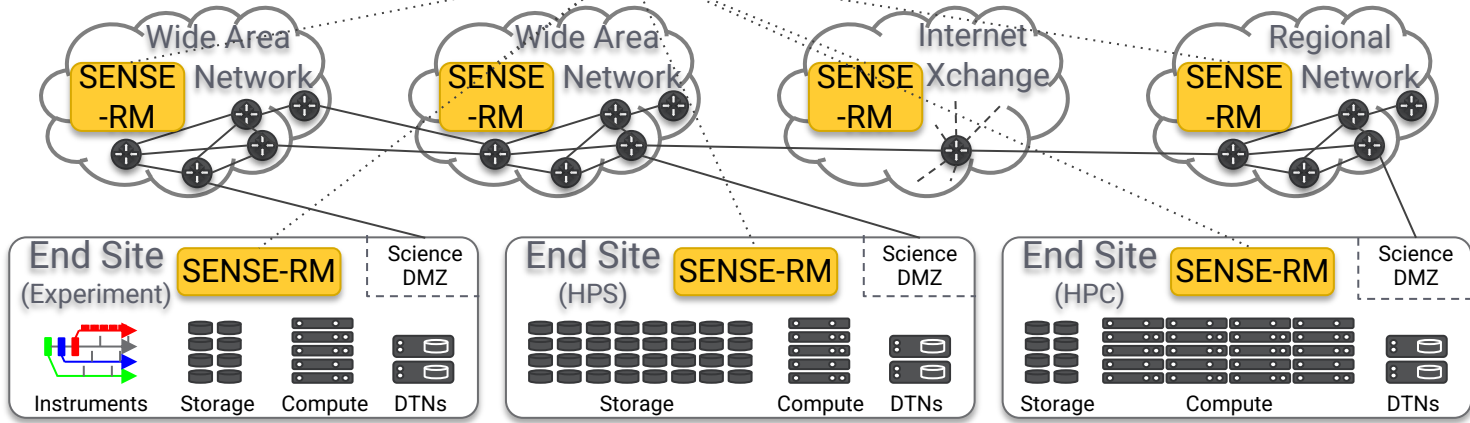 Wide Area
Network
SENSE
-RM
Wide Area
Network
SENSE
-RM
Internet
Xchange
SENSE
-RM
Regional
Network
SENSE
-RM
End Site
(Experiment)
SENSE-RM
Science
DMZ
Instruments
Storage
Compute
DTNs
End Site
(HPS)
SENSE-RM
Science
DMZ
Storage
Compute
DTNs
End Site
(HPC)
SENSE-RM
Science
DMZ
Storage
Compute
DTNs